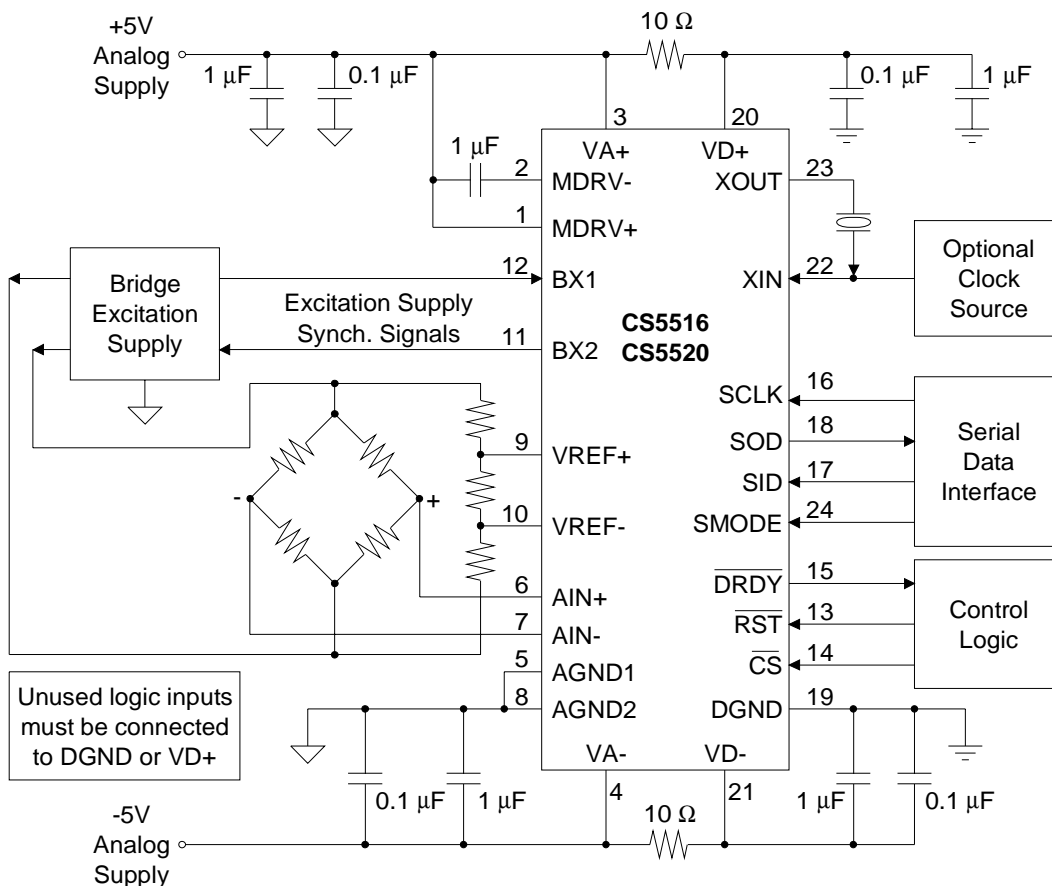 +5V
Analog
Supply
1 µF
0.1 µF
10 Ω
0.1 µF
1 µF
3
20
VA+
VD+
1 µF
2
MDRV-
XOUT
23
1
MDRV+
Bridge
Excitation
Supply
12
BX1
XIN
22
Optional
Clock
Source
Excitation Supply
Synch. Signals
11
BX2
CS5516
CS5520
SCLK
16
SOD
18
SID
17
SMODE
24
Serial
Data
Interface
9
VREF+
-
+
10
VREF-
6
AIN+
7
AIN-
DRDY
15
RST
13
CS
14
Control
Logic
5
AGND1
8
AGND2
DGND
19
Unused logic inputs
must be connected
to DGND or VD+
VA-
VD-
4
21
0.1 µF
1 µF
10 Ω
1 µF
0.1 µF
-5V
Analog
Supply